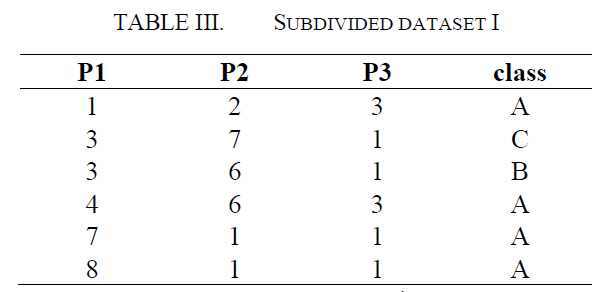 TABLE III. SUBDIVIDED DATASET I
P1 P2 P3 class
1 2 3 A
3 7 1 C
3 6 1 B
4 6 3 A
7 1 1 A
8 1 1 A